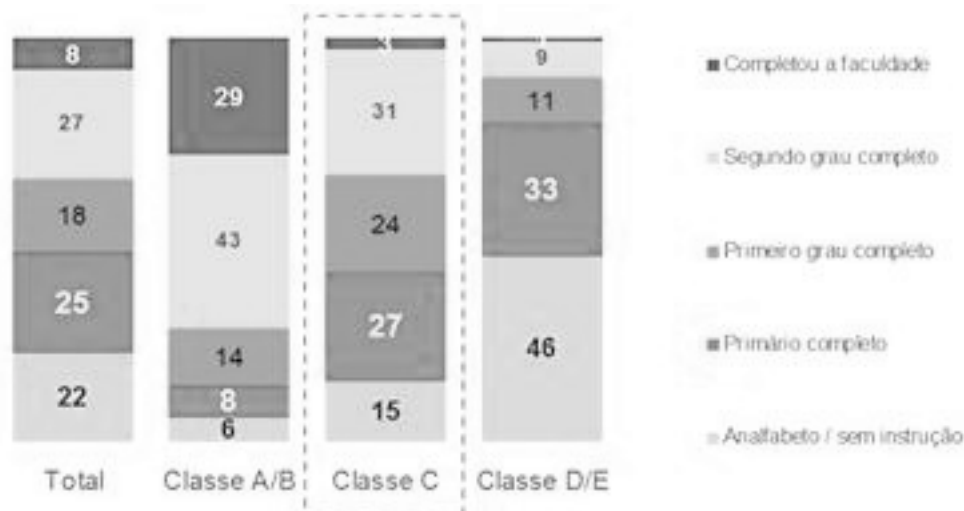 8
27
18
25
22
29
43
14
8
6
3
31
24
27
15
9
11
33
46
Total
Classe A/B
Classe C
Classe D/E
Completou a faculdade
Segundo grau completo
Primeiro grau completo
Primário completo
Analfabeto / sem instrução